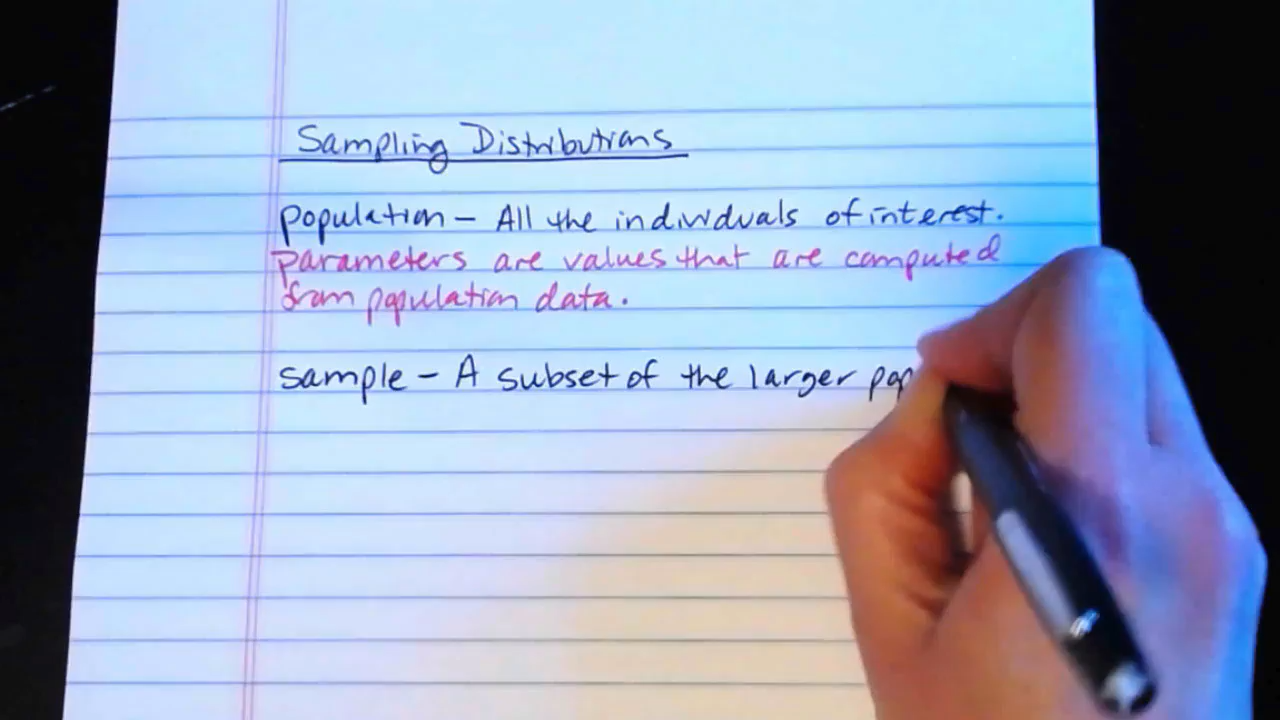 Sampling Distributions
population – All the individuals of interest.
parameters are values that are computed
from population data.
sample – A subset of the larger pop